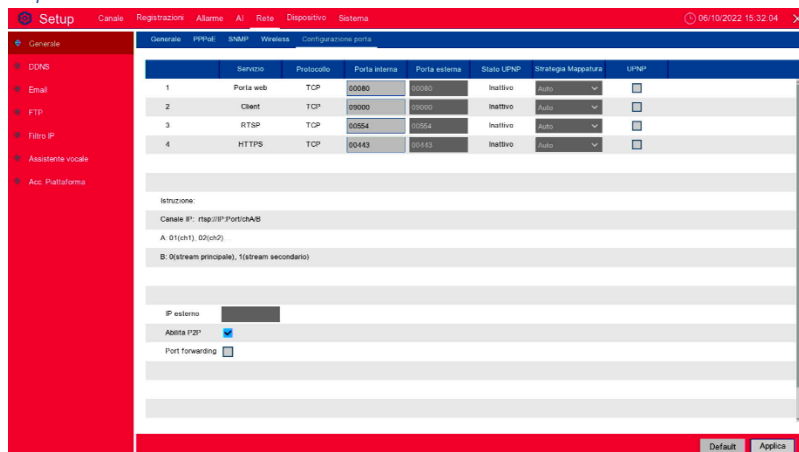 Setup Canale Registrazioni Allarme AI Rete Dispositivo Sistema 06/10/2022 15:32:04
Generale Generale PPPoE SNMP Wireless Configurazione porta
DDNS
Email
FTP
Filtro IP
Assistente vocale
Acc. Piattaforma
Servizio Protocollo Porta interna Porta esterna Stato UPNP Strategia Mappatura UPNP
1 Porta web TCP 00080 00080 Inattivo Auto
2 Client TCP 09000 09000 Inattivo Auto
3 RTSP TCP 00554 00554 Inattivo Auto
4 HTTPS TCP 00443 00443 Inattivo Auto
Istruzione:
Canale IP: rtsp://IP:Port/chA/B
A: 01(ch1), 02(ch2)...
B: 0(stream principale), 1(stream secondario)
IP esterno
Abilita P2P
Port forwarding
Default Applica